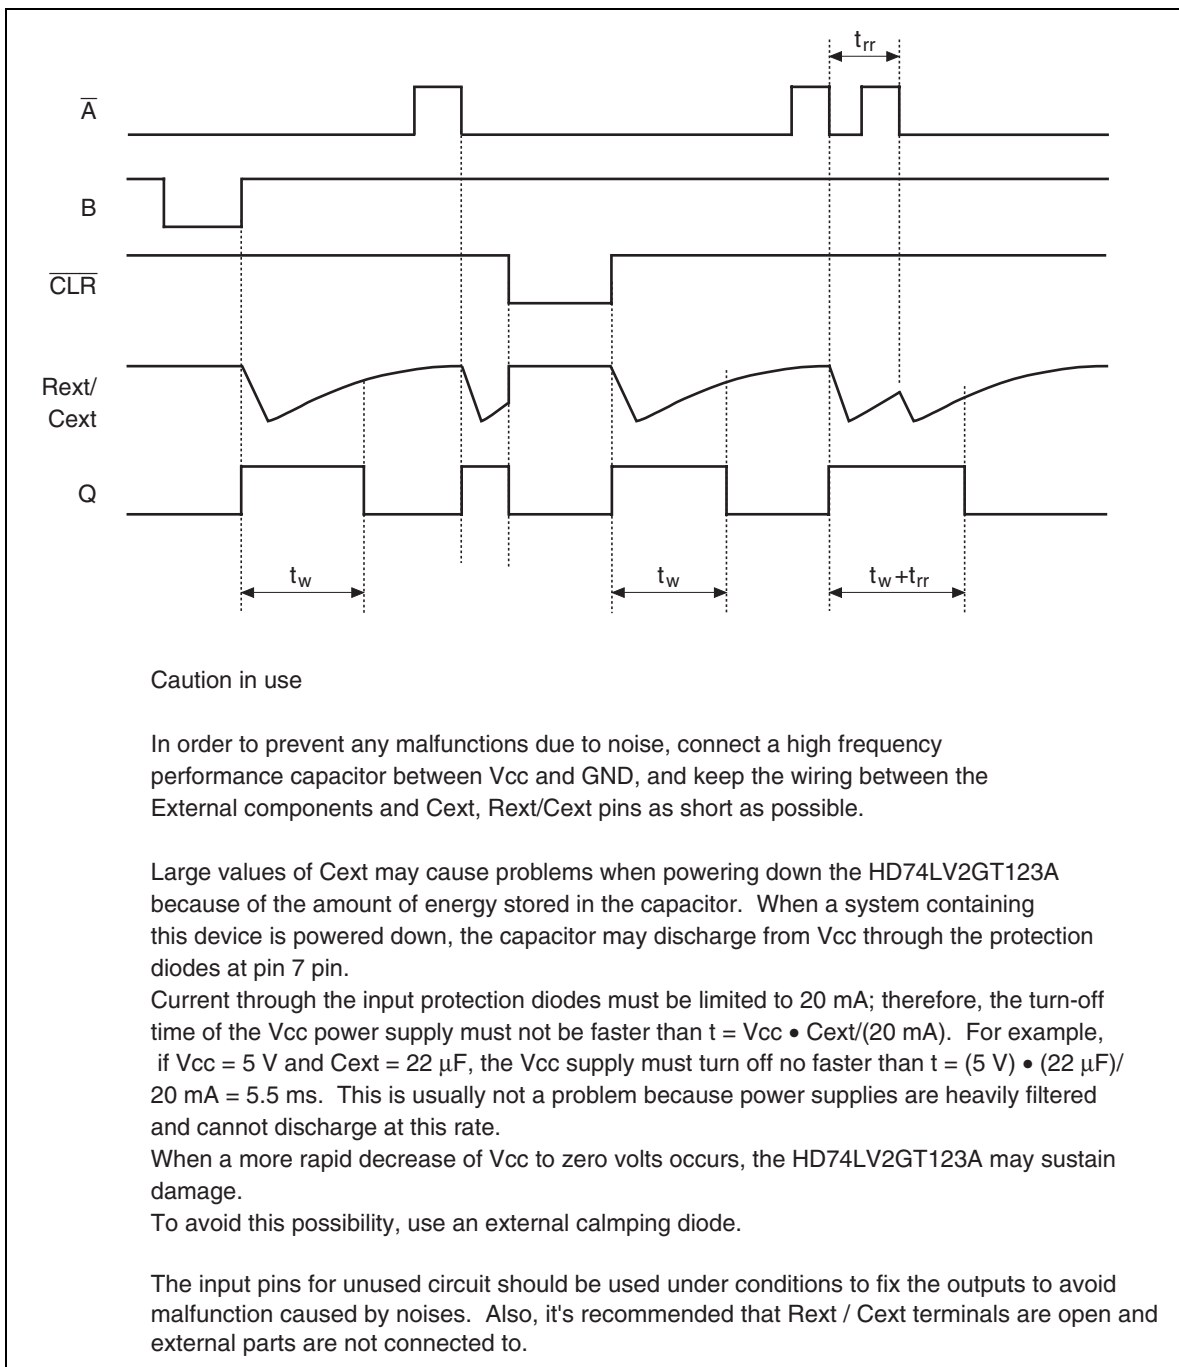 trr
A̅
B
C̅L̅R̅
Rext/
Cext
Q
tw
tw
tw+trr
Caution in use
In order to prevent any malfunctions due to noise, connect a high frequency
performance capacitor between Vcc and GND, and keep the wiring between the
External components and Cext, Rext/Cext pins as short as possible.
Large values of Cext may cause problems when powering down the HD74LV2GT123A
because of the amount of energy stored in the capacitor.  When a system containing
this device is powered down, the capacitor may discharge from Vcc through the protection
diodes at pin 7 pin.
Current through the input protection diodes must be limited to 20 mA; therefore, the turn-off
time of the Vcc power supply must not be faster than t = Vcc • Cext/(20 mA).  For example,
if Vcc = 5 V and Cext = 22 μF, the Vcc supply must turn off no faster than t = (5 V) • (22 μF)/
20 mA = 5.5 ms.  This is usually not a problem because power supplies are heavily filtered
and cannot discharge at this rate.
When a more rapid decrease of Vcc to zero volts occurs, the HD74LV2GT123A may sustain
damage.
To avoid this possibility, use an external calmping diode.
The input pins for unused circuit should be used under conditions to fix the outputs to avoid
malfunction caused by noises.  Also, it's recommended that Rext / Cext terminals are open and
external parts are not connected to.